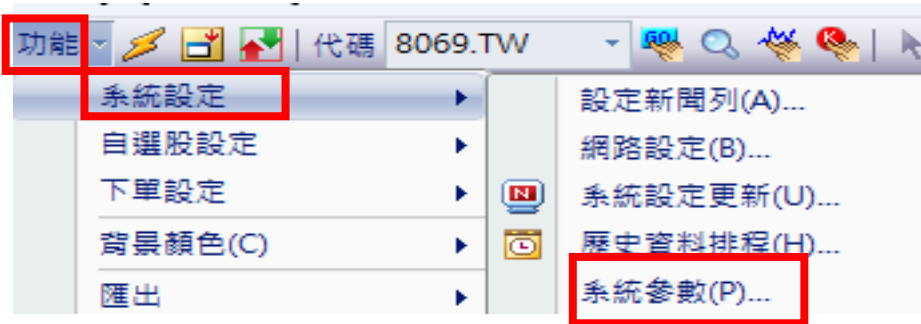 功能 代碼 8069.TW GO! K
系統設定
自選股設定
下單設定
背景顏色(C)
匯出
設定新聞列(A)...
網路設定(B)...
N 系統設定更新(U)...
歷史資料排程(H)...
系統參數(P)...